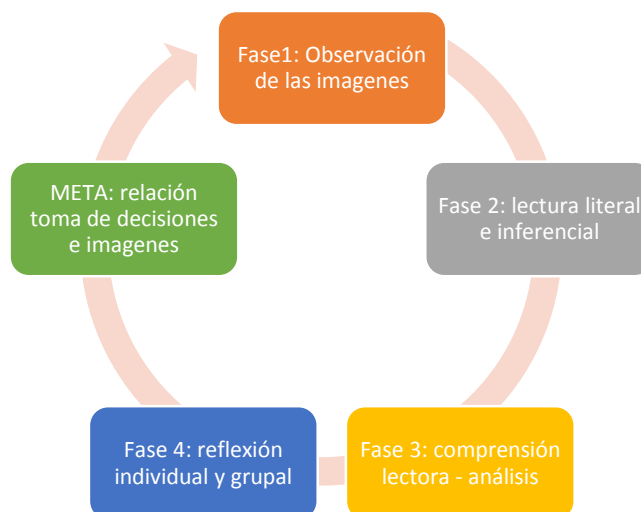 Fase1: Observación
de las imagenes
Fase 2: lectura literal
e inferencial
Fase 3: comprensión
lectora - análisis
Fase 4: reflexión
individual y grupal
META: relación
toma de decisiones
e imagenes